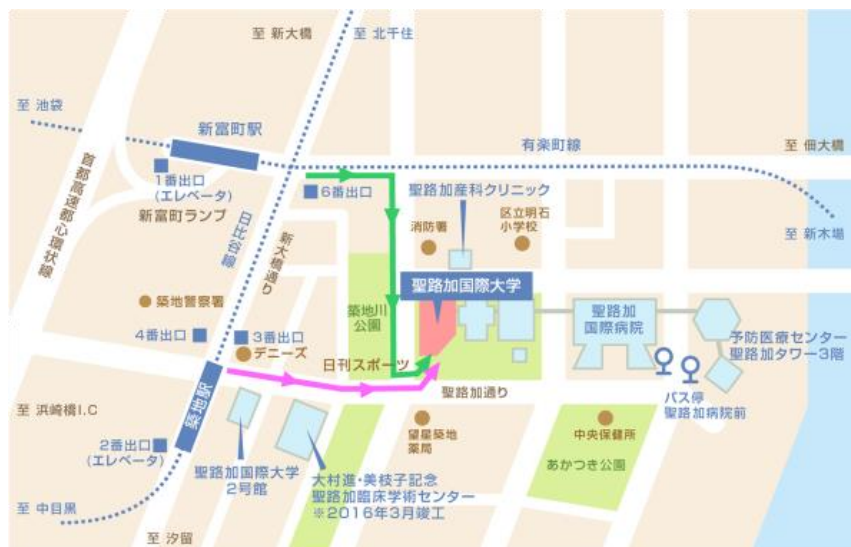 至 新大橋
至 北千住
至 池袋
新富町駅
有楽町線
至 佃大橋
首都高速都心環状線
1番出口
(エレベータ)
新富町ランプ
日比谷線
新大橋通り
6番出口
聖路加産科クリニック
消防署
区立明石
小学校
至 新木場
聖路加国際大学
築地川
公園
築地警察署
4番出口
3番出口
デニーズ
日刊スポーツ
聖路加
国際病院
予防医療センター
聖路加タワー3階
築地駅
聖路加通り
バス停
聖路加病院前
至 浜崎橋I.C
2番出口
(エレベータ)
聖路加国際大学
2号館
大村進・美枝子記念
聖路加臨床学術センター
※2016年3月竣工
望星築地
薬局
中央保健所
あかつき公園
至 中目黒
至 汐留